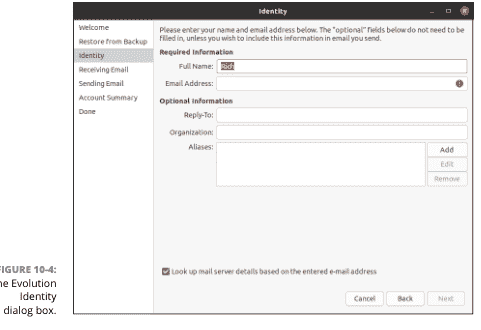 Identity
Welcome
Restore from Backup
Identity
Receiving Email
Sending Email
Account Summary
Done
Please enter your name and email address below. The "optional" fields below do not need to be
filled in, unless you wish to include this information in email you send.
Required Information
Full Name: Rich
Email Address:
Optional Information
Reply-To:
Organization:
Aliases:
Add
Edit
Remove
Look up mail server details based on the entered e-mail address
Cancel Back Next
FIGURE 10-4:
he Evolution
Identity
dialog box.